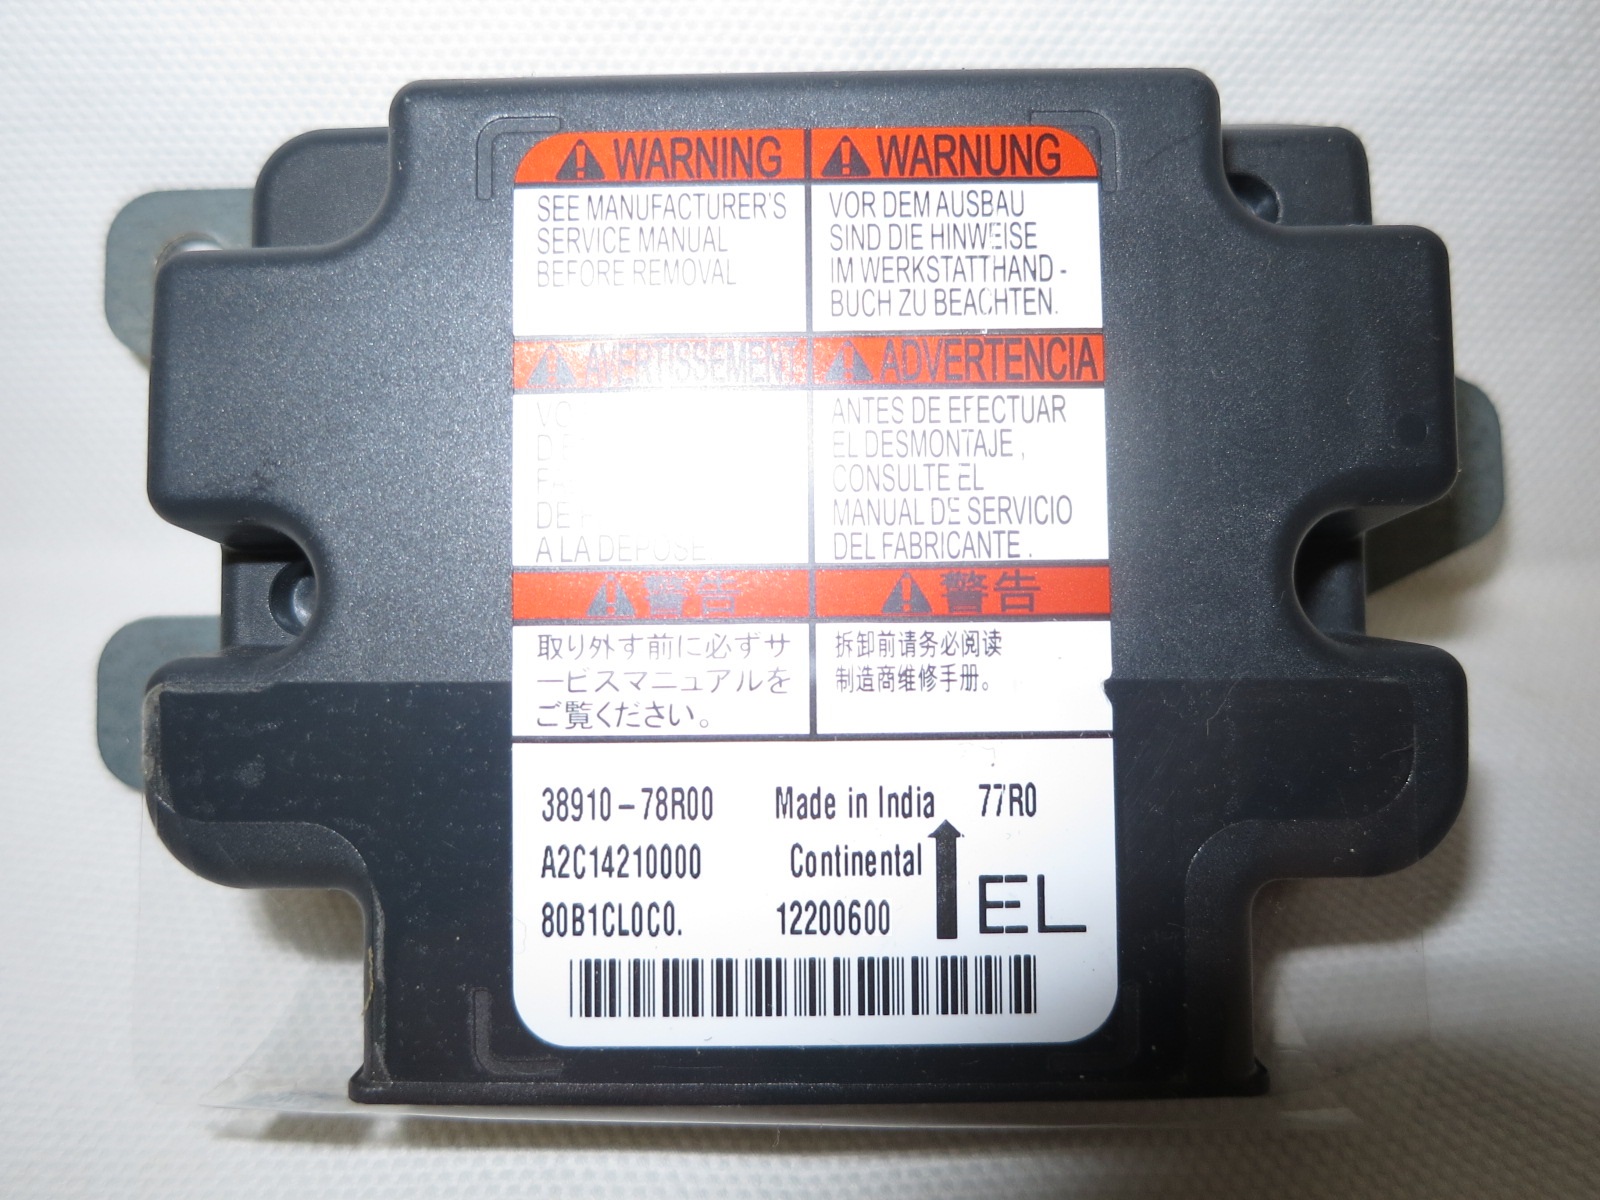 WARNING
SEE MANUFACTURER'S
SERVICE MANUAL
BEFORE REMOVAL
WARNUNG
VOR DEM AUSBAU
SIND DIE HINWEISE
IM WERKSTATTHAND -
BUCH ZU BEACHTEN.
AVERTISSEMENT
A LA DEPOSE.
ADVERTENCIA
ANTES DE EFECTUAR
EL DESMONTAJE ,
CONSULTE EL
MANUAL DE SERVICIO
DEL FABRICANTE .
警告
取り外す前に必ずサ
ービスマニュアルを
ご覧ください。
警告
拆卸前请务必阅读
制造商维修手册。
38910-78R00 Made in India 77R0
A2C14210000 Continental
80B1CL0C0. 12200600
EL